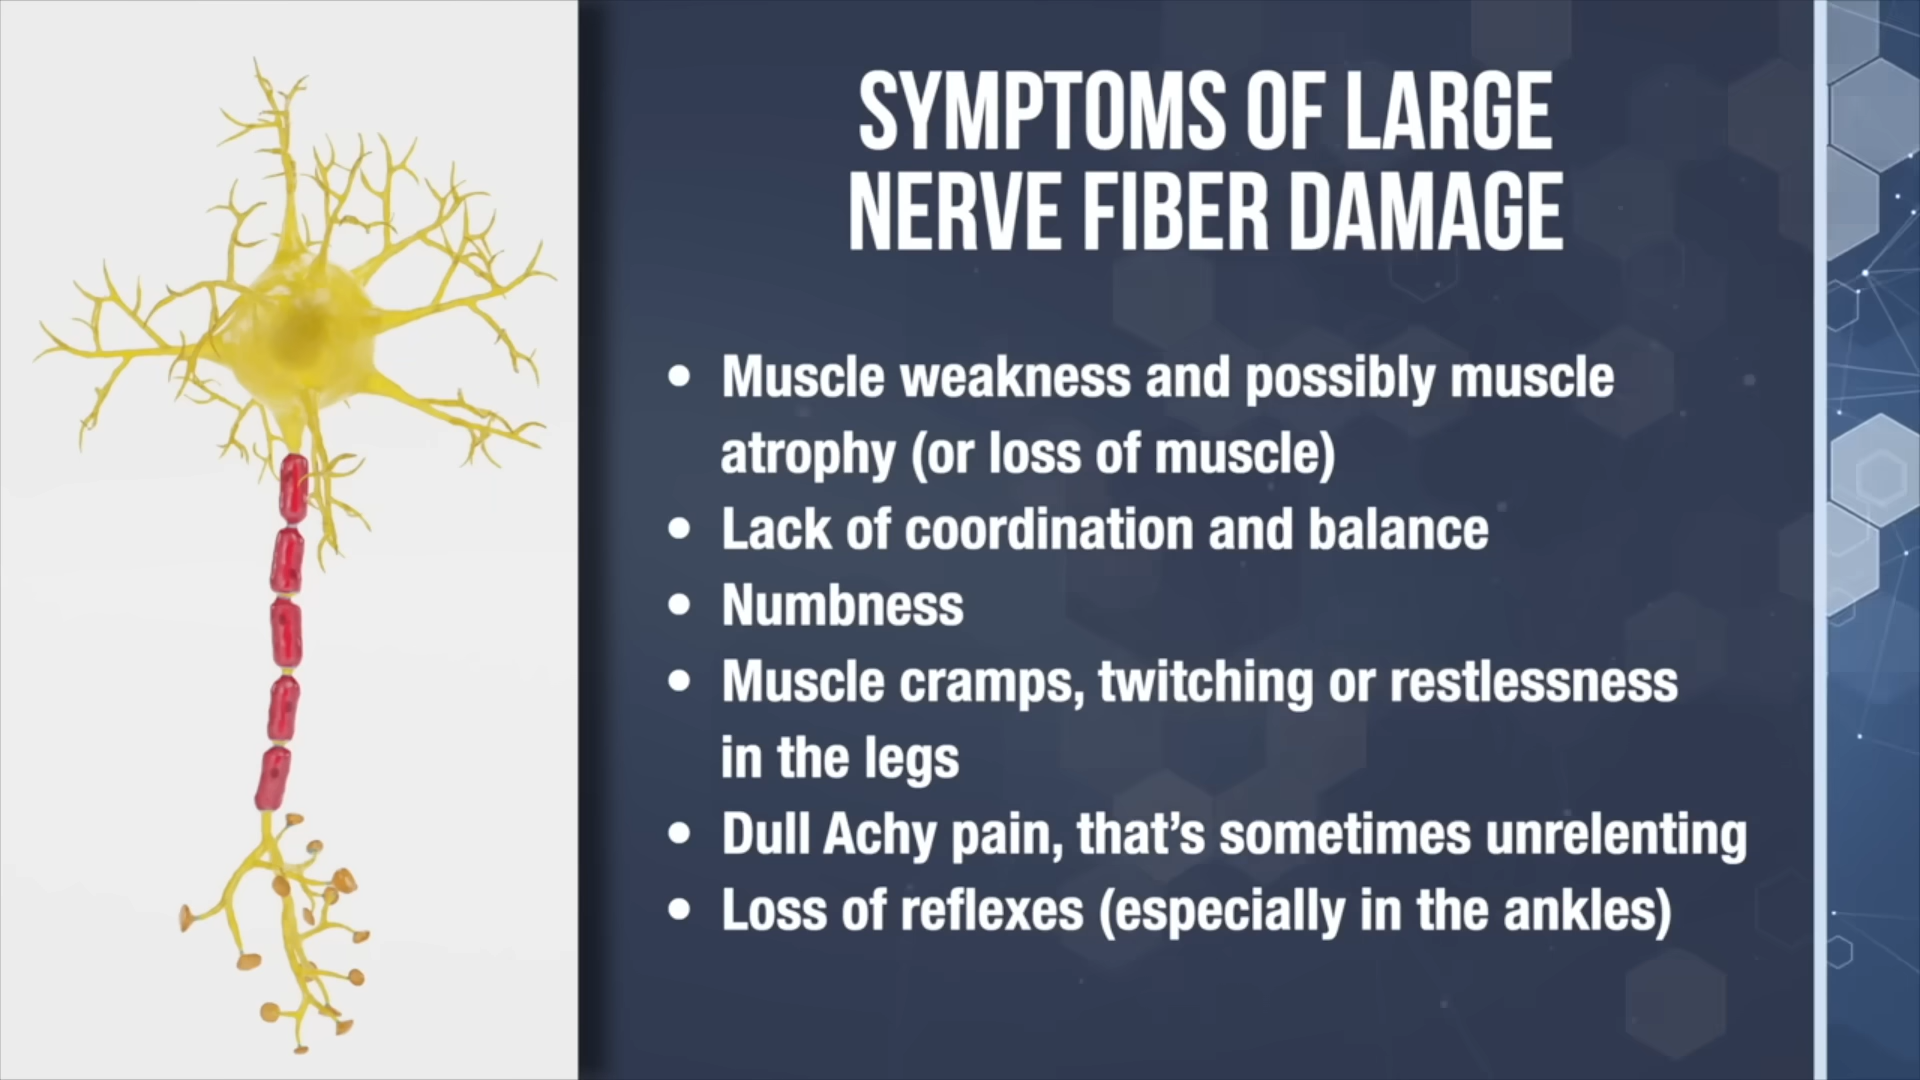 SYMPTOMS OF LARGE
NERVE FIBER DAMAGE
• Muscle weakness and possibly muscle
atrophy (or loss of muscle)
• Lack of coordination and balance
• Numbness
• Muscle cramps, twitching or restlessness
in the legs
• Dull Achy pain, that’s sometimes unrelenting
• Loss of reflexes (especially in the ankles)